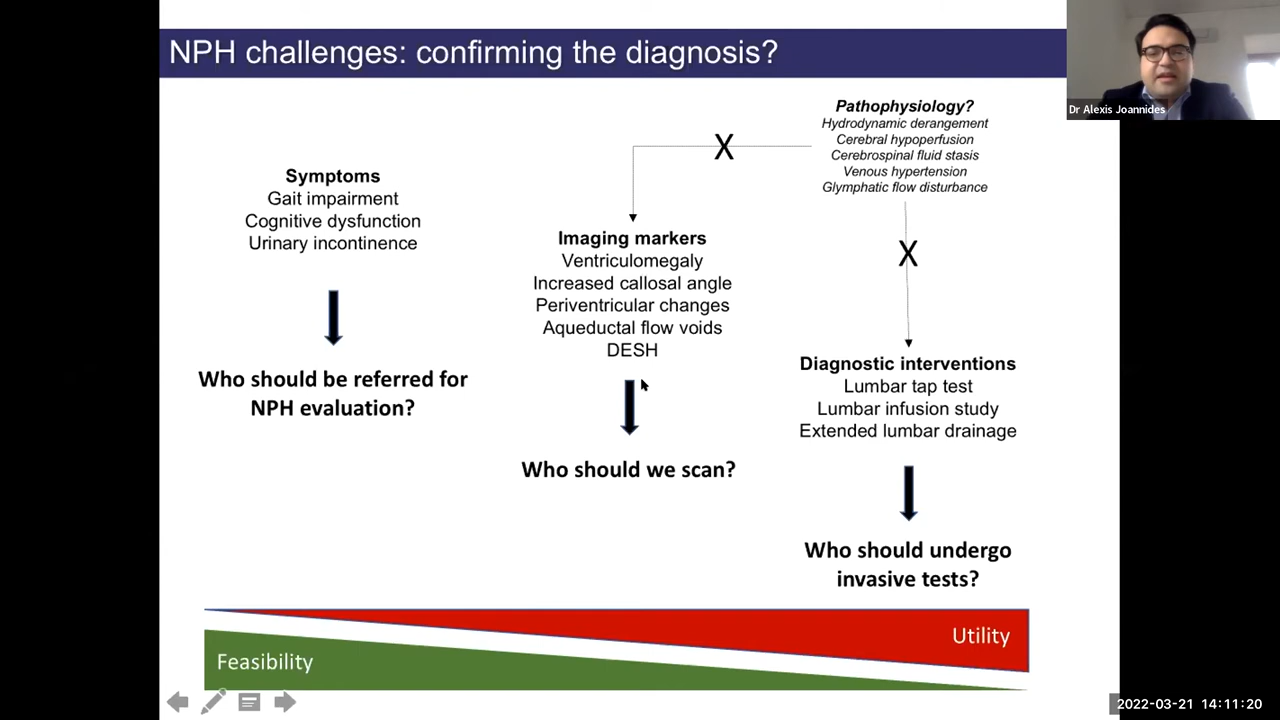 NPH challenges: confirming the diagnosis?
Dr Alexis Joannides
Pathophysiology?
Hydrodynamic derangement
Cerebral hypoperfusion
Cerebrospinal fluid stasis
Venous hypertension
Glymphatic flow disturbance
X
X
Symptoms
Gait impairment
Cognitive dysfunction
Urinary incontinence
Who should be referred for
NPH evaluation?
Imaging markers
Ventriculomegaly
Increased callosal angle
Periventricular changes
Aqueductal flow voids
DESH
Who should we scan?
Diagnostic interventions
Lumbar tap test
Lumbar infusion study
Extended lumbar drainage
Who should undergo
invasive tests?
Utility
Feasibility
2022-03-21 14:11:20